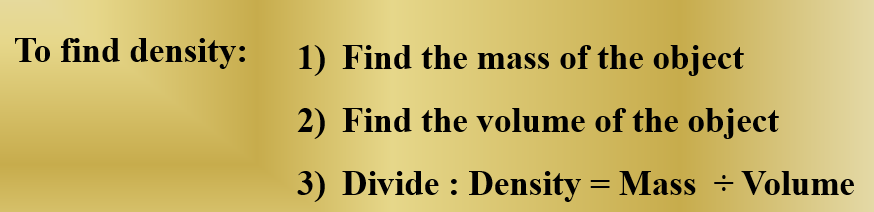 To find density:
1) Find the mass of the object
2) Find the volume of the object
3) Divide : Density = Mass ÷ Volume